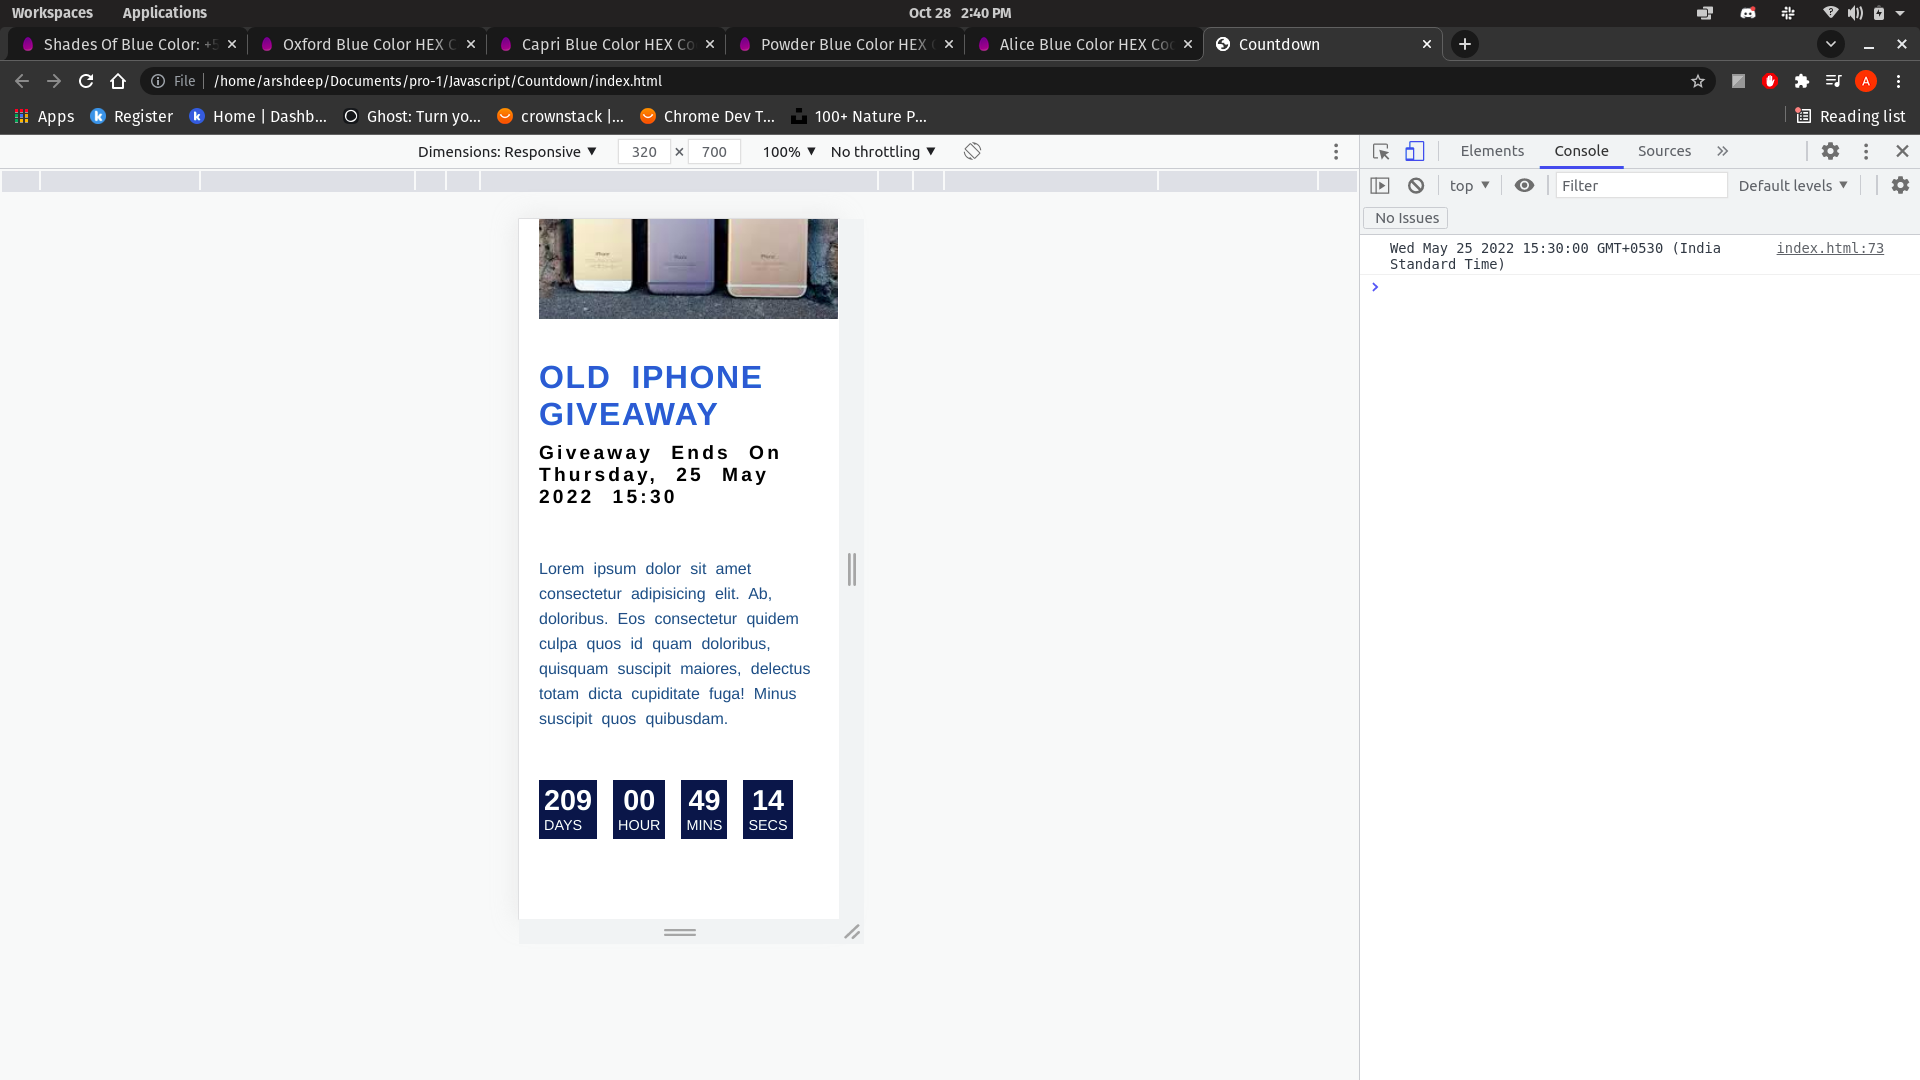 Workspaces Applications Oct 28 2:40 PM
Shades Of Blue Color: +5 Oxford Blue Color HEX C Capri Blue Color HEX Co Powder Blue Color HEX C Alice Blue Color HEX Coc Countdown
File /home/arshdeep/Documents/pro-1/Javascript/Countdown/index.html A
Apps Register Home | Dashb... Ghost: Turn yo... crownstack |... Chrome Dev T... 100+ Nature P... Reading list
Dimensions: Responsive 320 × 700 100% No throttling
Elements Console Sources
top Filter Default levels
No Issues
Wed May 25 2022 15:30:00 GMT+0530 (India index.html:73
Standard Time)
OLD IPHONE
GIVEAWAY
Giveaway Ends On
Thursday, 25 May
2022 15:30
Lorem ipsum dolor sit amet
consectetur adipisicing elit. Ab,
doloribus. Eos consectetur quidem
culpa quos id quam doloribus,
quisquam suscipit maiores, delectus
totam dicta cupiditate fuga! Minus
suscipit quos quibusdam.
209 00 49 14
DAYS HOUR MINS SECS